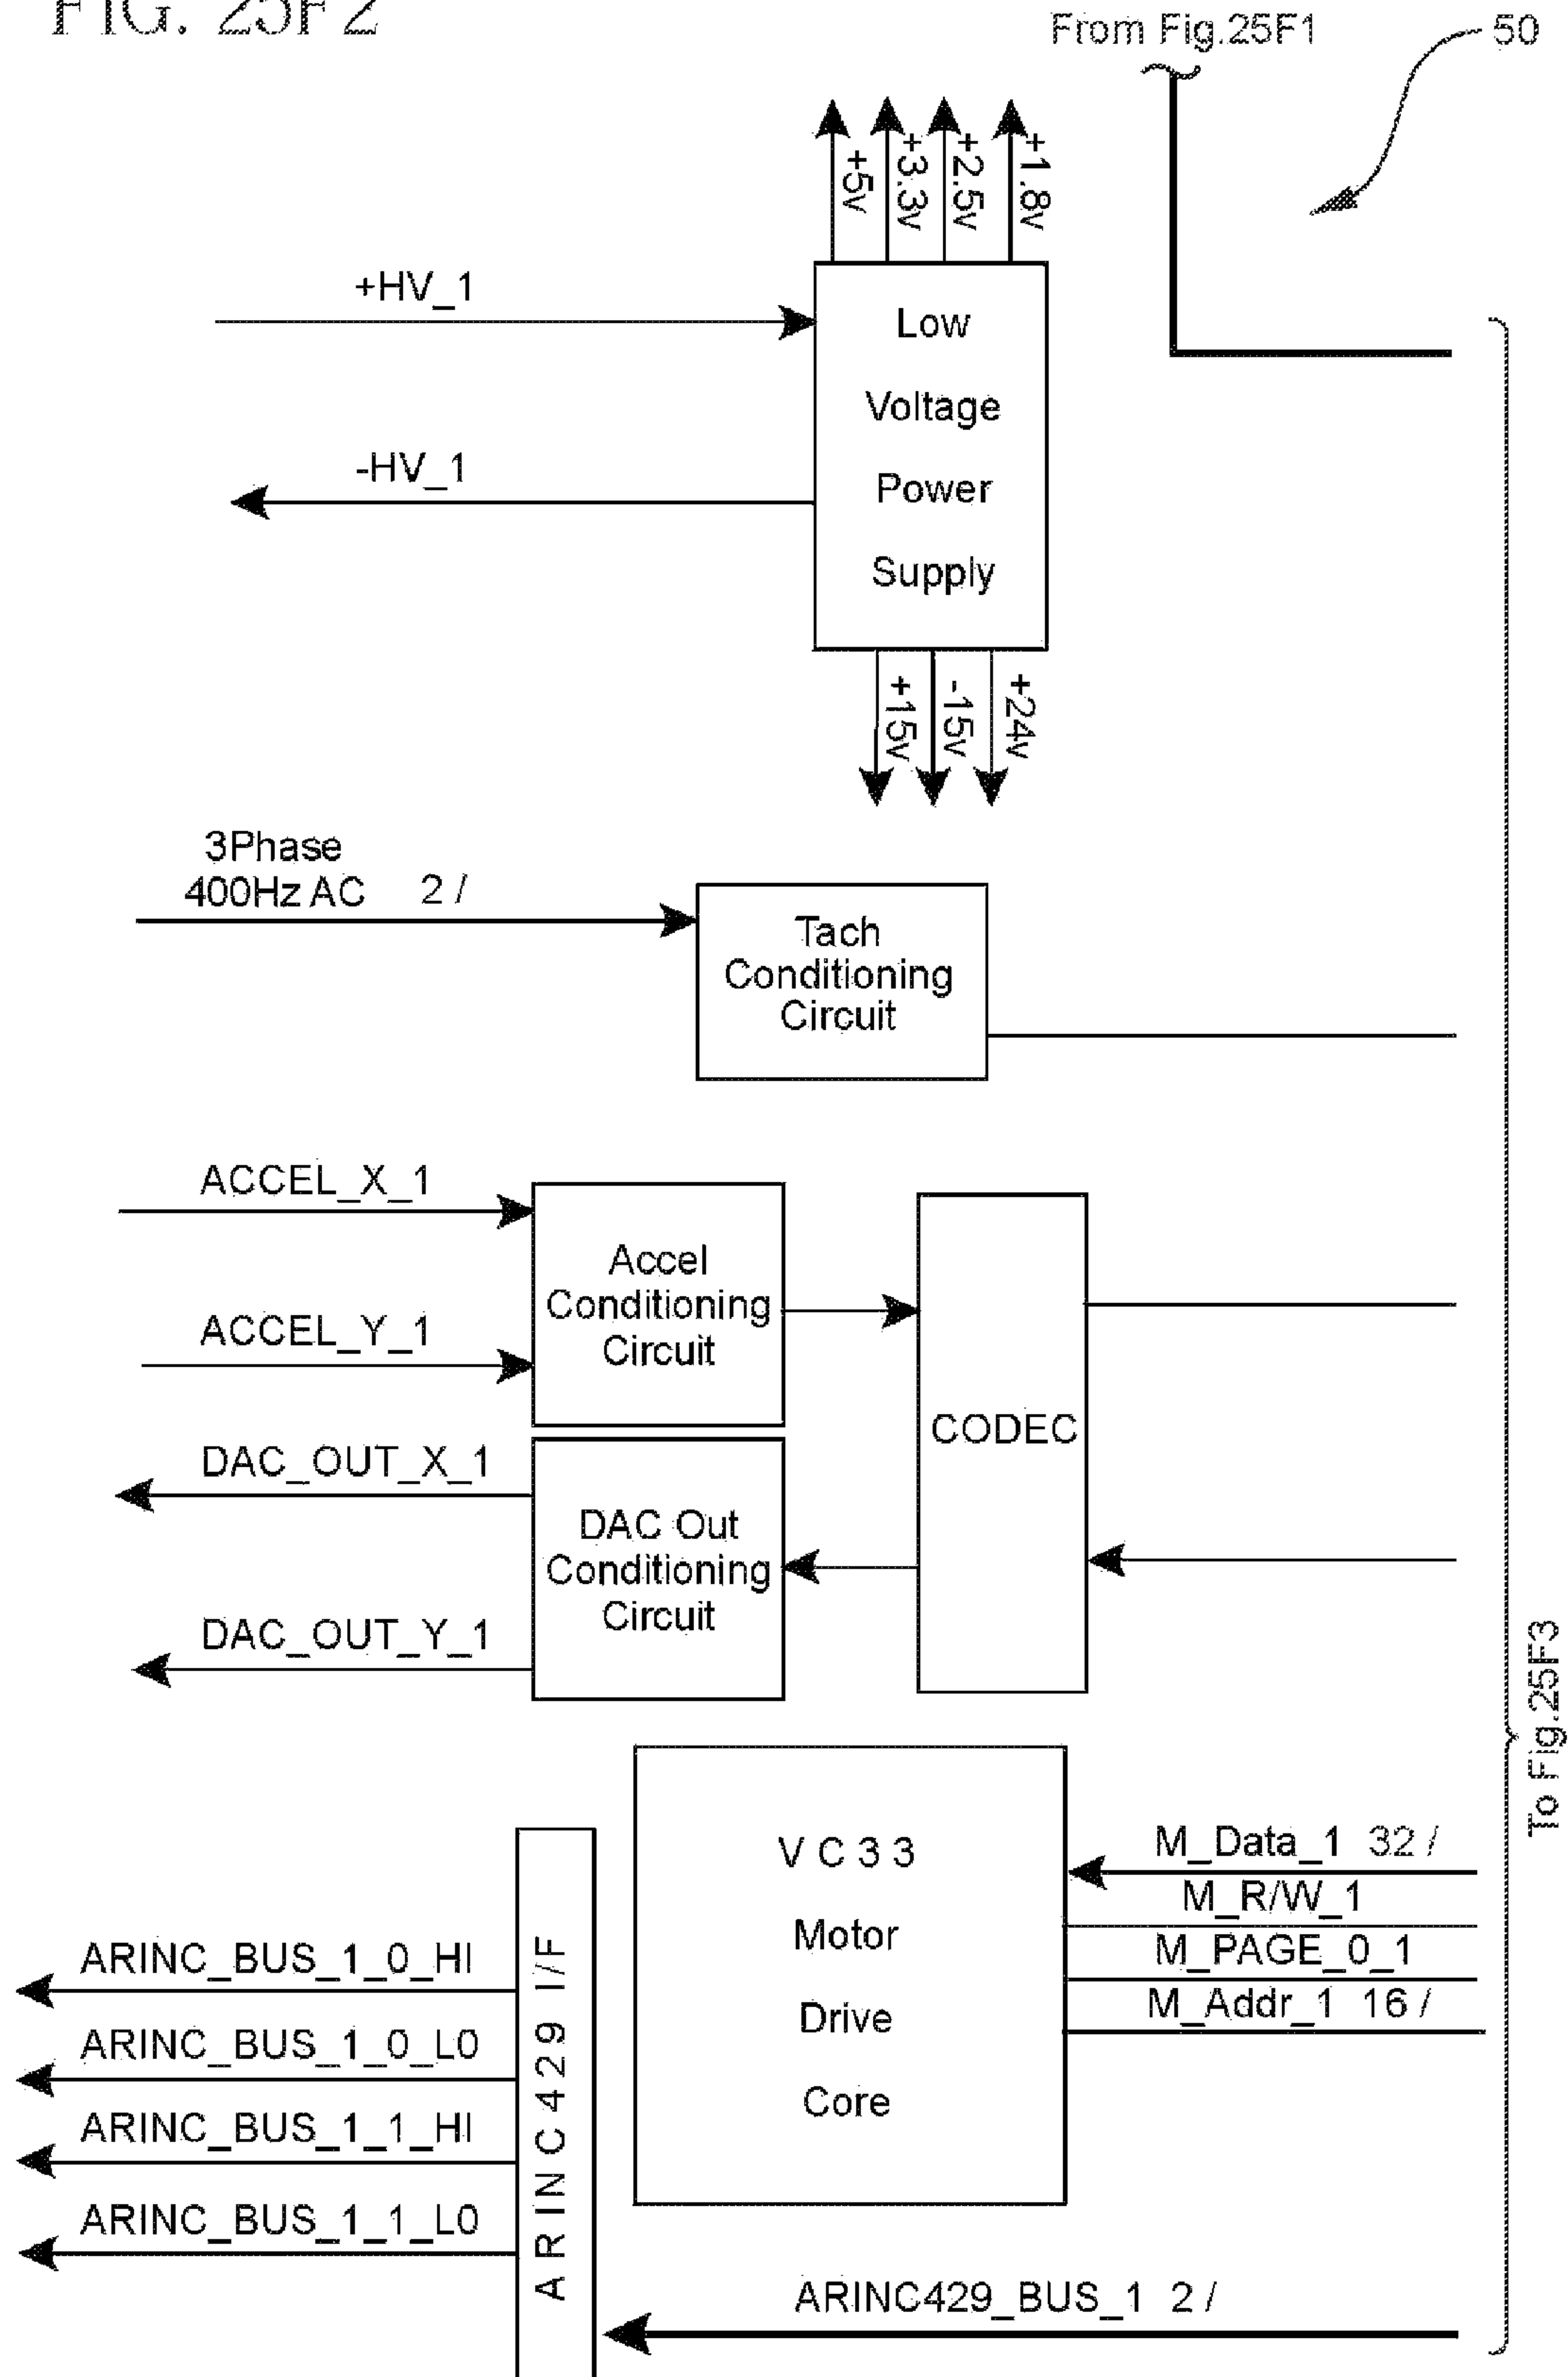 FIG. 25F2
From Fig.25F1
50
+5v
+3.3v
+2.5v
+1.8v
+HV_1
-HV_1
Low
Voltage
Power
Supply
+15v
-15v
+24v
3Phase
400Hz AC 2 /
Tach
Conditioning
Circuit
ACCEL_X_1
ACCEL_Y_1
Accel
Conditioning
Circuit
CODEC
DAC_OUT_X_1
DAC_OUT_Y_1
DAC Out
Conditioning
Circuit
To Fig.25F3
V C 3 3
Motor
Drive
Core
M_Data_1 32 /
M_R/W_1
M_PAGE_0_1
M_Addr_1 16 /
ARINC_BUS_1_0_HI
ARINC_BUS_1_0_L0
ARINC_BUS_1_1_HI
ARINC_BUS_1_1_L0
A R I N C 4 2 9 I/F
ARINC429_BUS_1 2 /